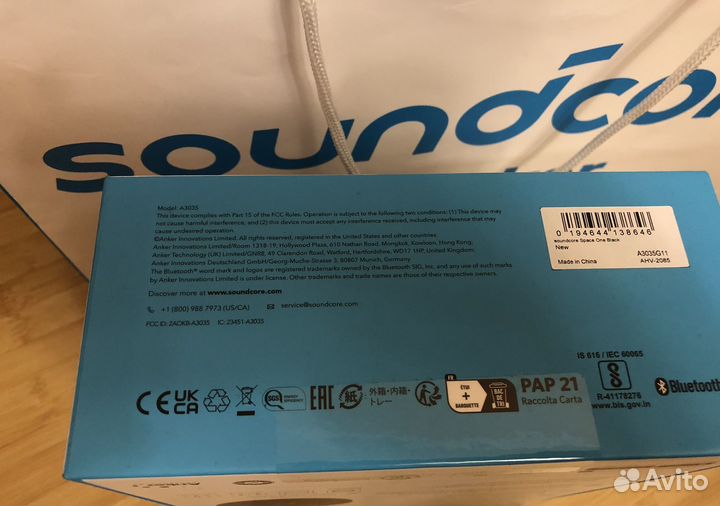 soundcore
Model: A3035
This device complies with Part 15 of the FCC Rules. Operation is subject to the following two conditions: (1) This device may
not cause harmful interference, and (2) this device must accept any interference received, including interference that may
cause undesired operation.
©Anker Innovations Limited. All rights reserved, registered in the United States and other countries.
Anker Innovations Limited/Room 1318-19, Hollywood Plaza, 610 Nathan Road, Mongkok, Kowloon, Hong Kong,
Anker Technology (UK) Limited/GNR8, 49 Clarendon Road, Watford, Hertfordshire, WD17 1HP, United Kingdom.
Anker Innovations Deutschland GmbH/Georg-Muche-Strasse 3, 80807 Munich, Germany
The Bluetooth® word mark and logos are registered trademarks owned by the Bluetooth SIG, Inc. and any use of such marks
by Anker Innovations Limited is under license. Other trademarks and trade names are those of their respective owners.
Discover more at www.soundcore.com
+1 (800) 988 7973 (US/CA)
service@soundcore.com
FCC ID: 2AOKB-A3035 IC: 23451-A3035
0 194644 138646
soundcore Space One Black
New
Made in China
A3035G11
AHV-2085
IS 616 / IEC 60065
R-41178276
www.bis.gov.in
Bluetooth
CE
UK
CA
SGS
ENERGY
EFFICIENCY
EAC
紙
外箱・内箱・
トレー
FR
ÉTUI
+
BARQUETTE
BAC
DE
TRI
PAP 21
Raccolta Carta
Anker
Avito